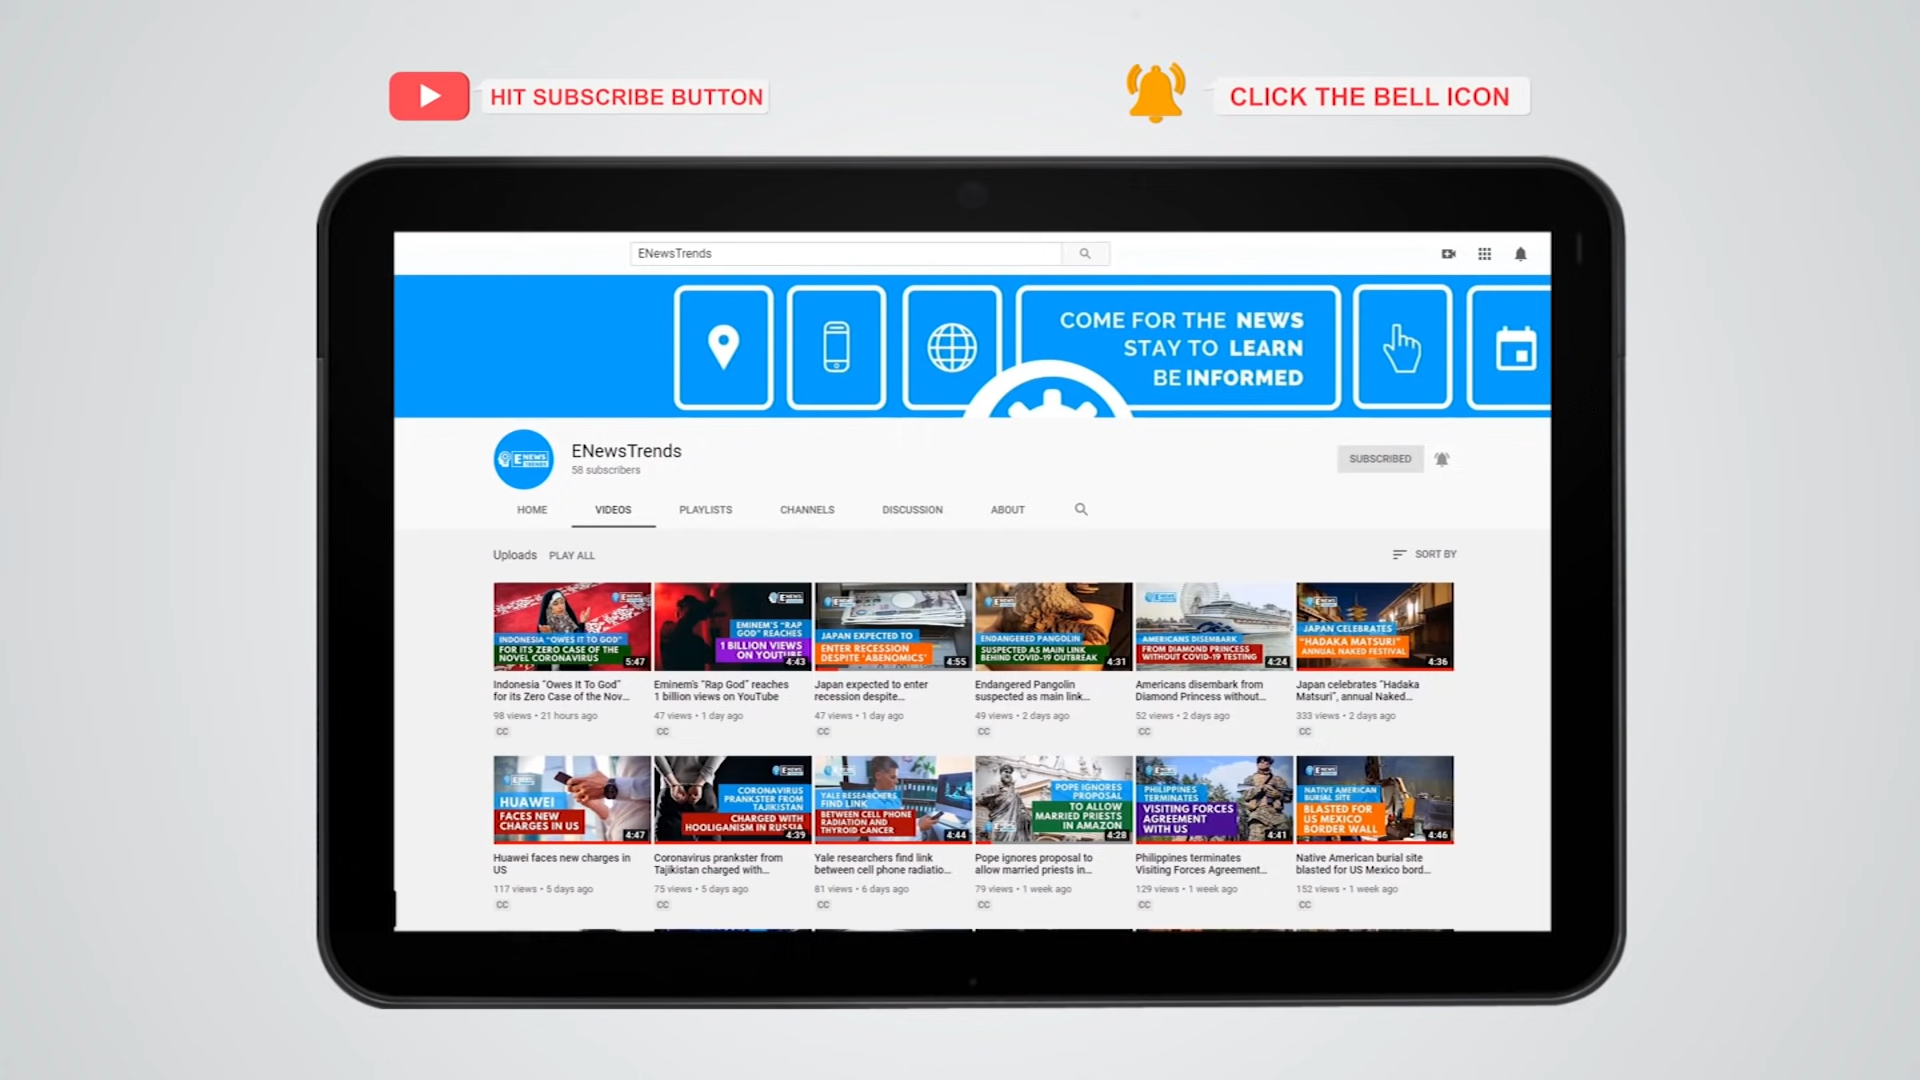 HIT SUBSCRIBE BUTTON
CLICK THE BELL ICON
ENewsTrends
COME FOR THE NEWS
STAY TO LEARN
BE INFORMED
E NEWS
TRENDS
ENewsTrends
58 subscribers
SUBSCRIBED
HOME
VIDEOS
PLAYLISTS
CHANNELS
DISCUSSION
ABOUT
Uploads
PLAY ALL
SORT BY
INDONESIA "OWES IT TO GOD"
FOR ITS ZERO CASE OF THE
NOVEL CORONAVIRUS
5:47
EMINEM'S "RAP
GOD" REACHES
1 BILLION VIEWS
ON YOUTUBE
4:43
JAPAN EXPECTED TO
ENTER RECESSION
DESPITE 'ABENOMICS'
4:55
ENDANGERED PANGOLIN
SUSPECTED AS MAIN LINK
BEHIND COVID-19 OUTBREAK
4:31
AMERICANS DISEMBARK
FROM DIAMOND PRINCESS
WITHOUT COVID-19 TESTING
4:24
JAPAN CELEBRATES
"HADAKA MATSURI"
ANNUAL NAKED FESTIVAL
4:36
Indonesia "Owes It To God"
for its Zero Case of the Nov...
98 views • 21 hours ago
CC
Eminem's "Rap God" reaches
1 billion views on YouTube
47 views • 1 day ago
CC
Japan expected to enter
recession despite...
47 views • 1 day ago
CC
Endangered Pangolin
suspected as main link...
49 views • 2 days ago
CC
Americans disembark from
Diamond Princess without...
52 views • 2 days ago
CC
Japan celebrates "Hadaka
Matsuri", annual Naked...
333 views • 2 days ago
CC
HUAWEI
FACES NEW
CHARGES IN US
4:47
CORONAVIRUS
PRANKSTER FROM
TAJIKISTAN
CHARGED WITH
HOOLIGANISM IN RUSSIA
4:39
YALE RESEARCHERS
FIND LINK
BETWEEN CELL PHONE
RADIATION AND
THYROID CANCER
4:44
POPE IGNORES
PROPOSAL
TO ALLOW
MARRIED PRIESTS
IN AMAZON
4:28
PHILIPPINES
TERMINATES
VISITING FORCES
AGREEMENT
WITH US
4:41
NATIVE AMERICAN
BURIAL SITE
BLASTED FOR
US MEXICO
BORDER WALL
4:46
Huawei faces new charges in
US
117 views • 5 days ago
CC
Coronavirus prankster from
Tajikistan charged with...
75 views • 5 days ago
CC
Yale researchers find link
between cell phone radiatio...
81 views • 6 days ago
CC
Pope ignores proposal to
allow married priests in...
79 views • 1 week ago
CC
Philippines terminates
Visiting Forces Agreement...
129 views • 1 week ago
CC
Native American burial site
blasted for US Mexico bord...
152 views • 1 week ago
CC